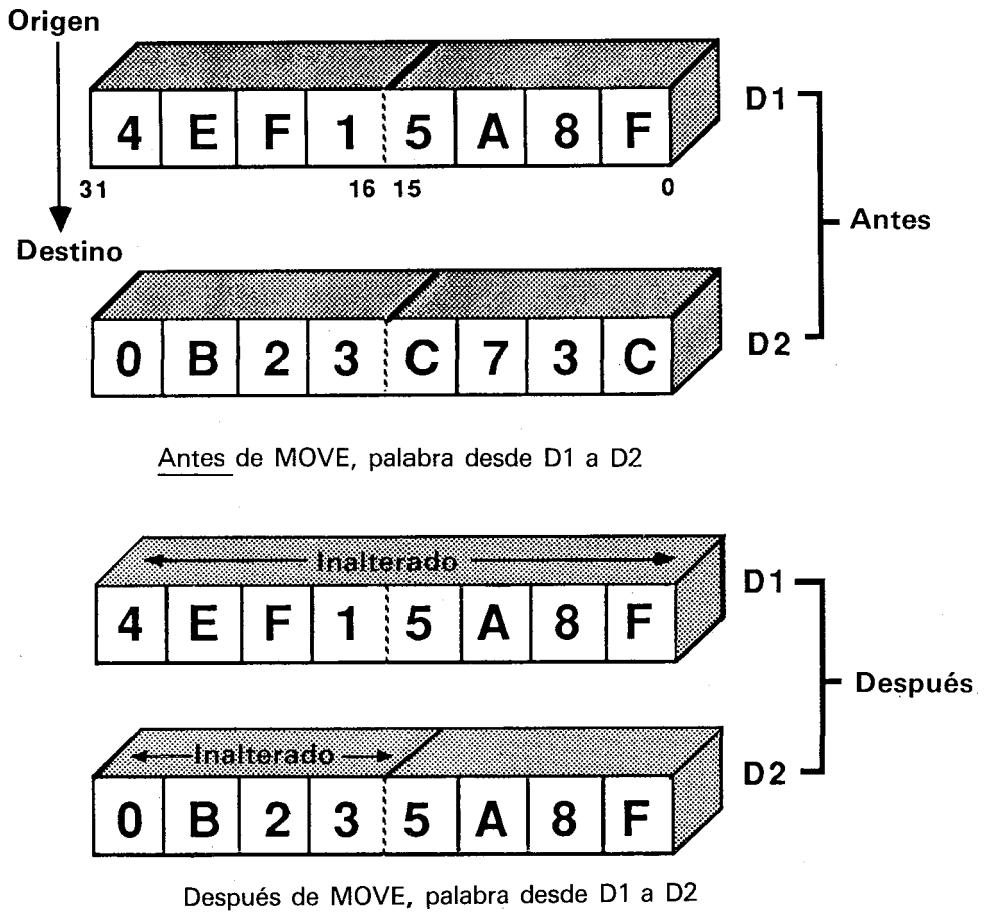 Origen
4 E F 1 5 A 8 F D1
31 16 15 0
Antes
Destino
0 B 2 3 C 7 3 C D2
Antes de MOVE, palabra desde D1 a D2
Inalterado
4 E F 1 5 A 8 F D1
Después
Inalterado
0 B 2 3 5 A 8 F D2
Después de MOVE, palabra desde D1 a D2